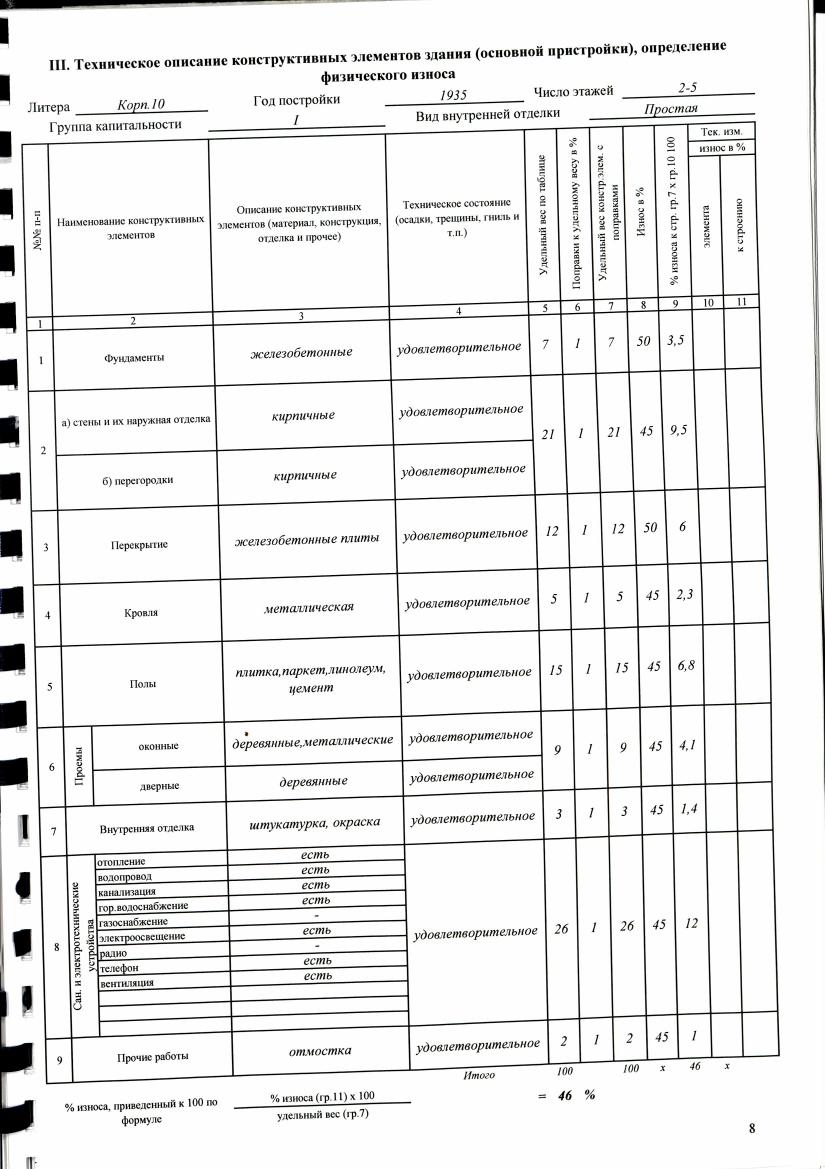 III. Техническое описание конструктивных элементов здания (основной пристройки), определение
физического износа
Литера Корп.10 Год постройки 1935 Число этажей 2-5
Группа капитальности I Вид внутренней отделки Простая
№№ п-п
Наименование конструктивных
элементов
Описание конструктивных
элементов (материал, конструкция,
отделка и прочее)
Техническое состояние
(осадки, трещины, гниль и
т.п.)
Удельный вес по таблице
Поправки к удельному весу в %
Удельный вес констр.элем. с
поправками
Износ в %
% износа к стр. гр.7 х гр.10 100
Тек. изм.
износ в %
элемента
к строению
1 2 3 4 5 6 7 8 9 10 11
1 Фундаменты железобетонные удовлетворительное 7 1 7 50 3,5
2
а) стены и их наружная отделка кирпичные удовлетворительное
21 1 21 45 9,5
б) перегородки кирпичные удовлетворительное
3 Перекрытие железобетонные плиты удовлетворительное 12 1 12 50 6
4 Кровля металлическая удовлетворительное 5 1 5 45 2,3
5 Полы плитка,паркет,линолеум,
цемент
удовлетворительное 15 1 15 45 6,8
6 Проемы
оконные деревянные,металлические удовлетворительное
9 1 9 45 4,1
дверные деревянные удовлетворительное
7 Внутренняя отделка штукатурка, окраска удовлетворительное 3 1 3 45 1,4
8 Сан. и электротехнические
устройства
отопление есть
водопровод есть
канализация есть
гор.водоснабжение есть
газоснабжение -
электроосвещение есть
радио -
телефон есть
вентиляция есть
удовлетворительное 26 1 26 45 12
9 Прочие работы отмостка удовлетворительное 2 1 2 45 1
Итого 100 100 х 46 х
% износа, приведенный к 100 по
формуле
% износа (гр.11) х 100
удельный вес (гр.7)
= 46 %
8